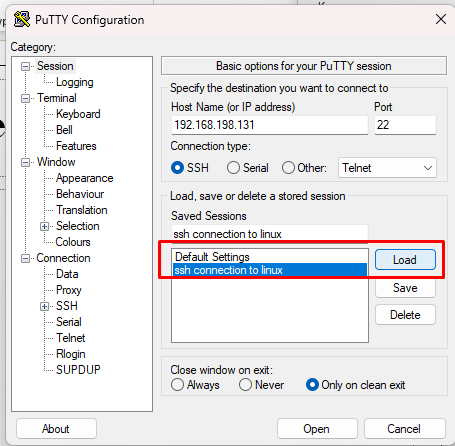 PuTTY Configuration
Category:
Session
Logging
Terminal
Keyboard
Bell
Features
Window
Appearance
Behaviour
Translation
Selection
Colours
Connection
Data
Proxy
SSH
Serial
Telnet
Rlogin
SUPDUP
Basic options for your PuTTY session
Specify the destination you want to connect to
Host Name (or IP address) Port
192.168.198.131 22
Connection type:
SSH Serial Other: Telnet
Load, save or delete a stored session
Saved Sessions
ssh connection to linux
Default Settings
ssh connection to linux
Load
Save
Delete
Close window on exit:
Always Never Only on clean exit
About Open Cancel